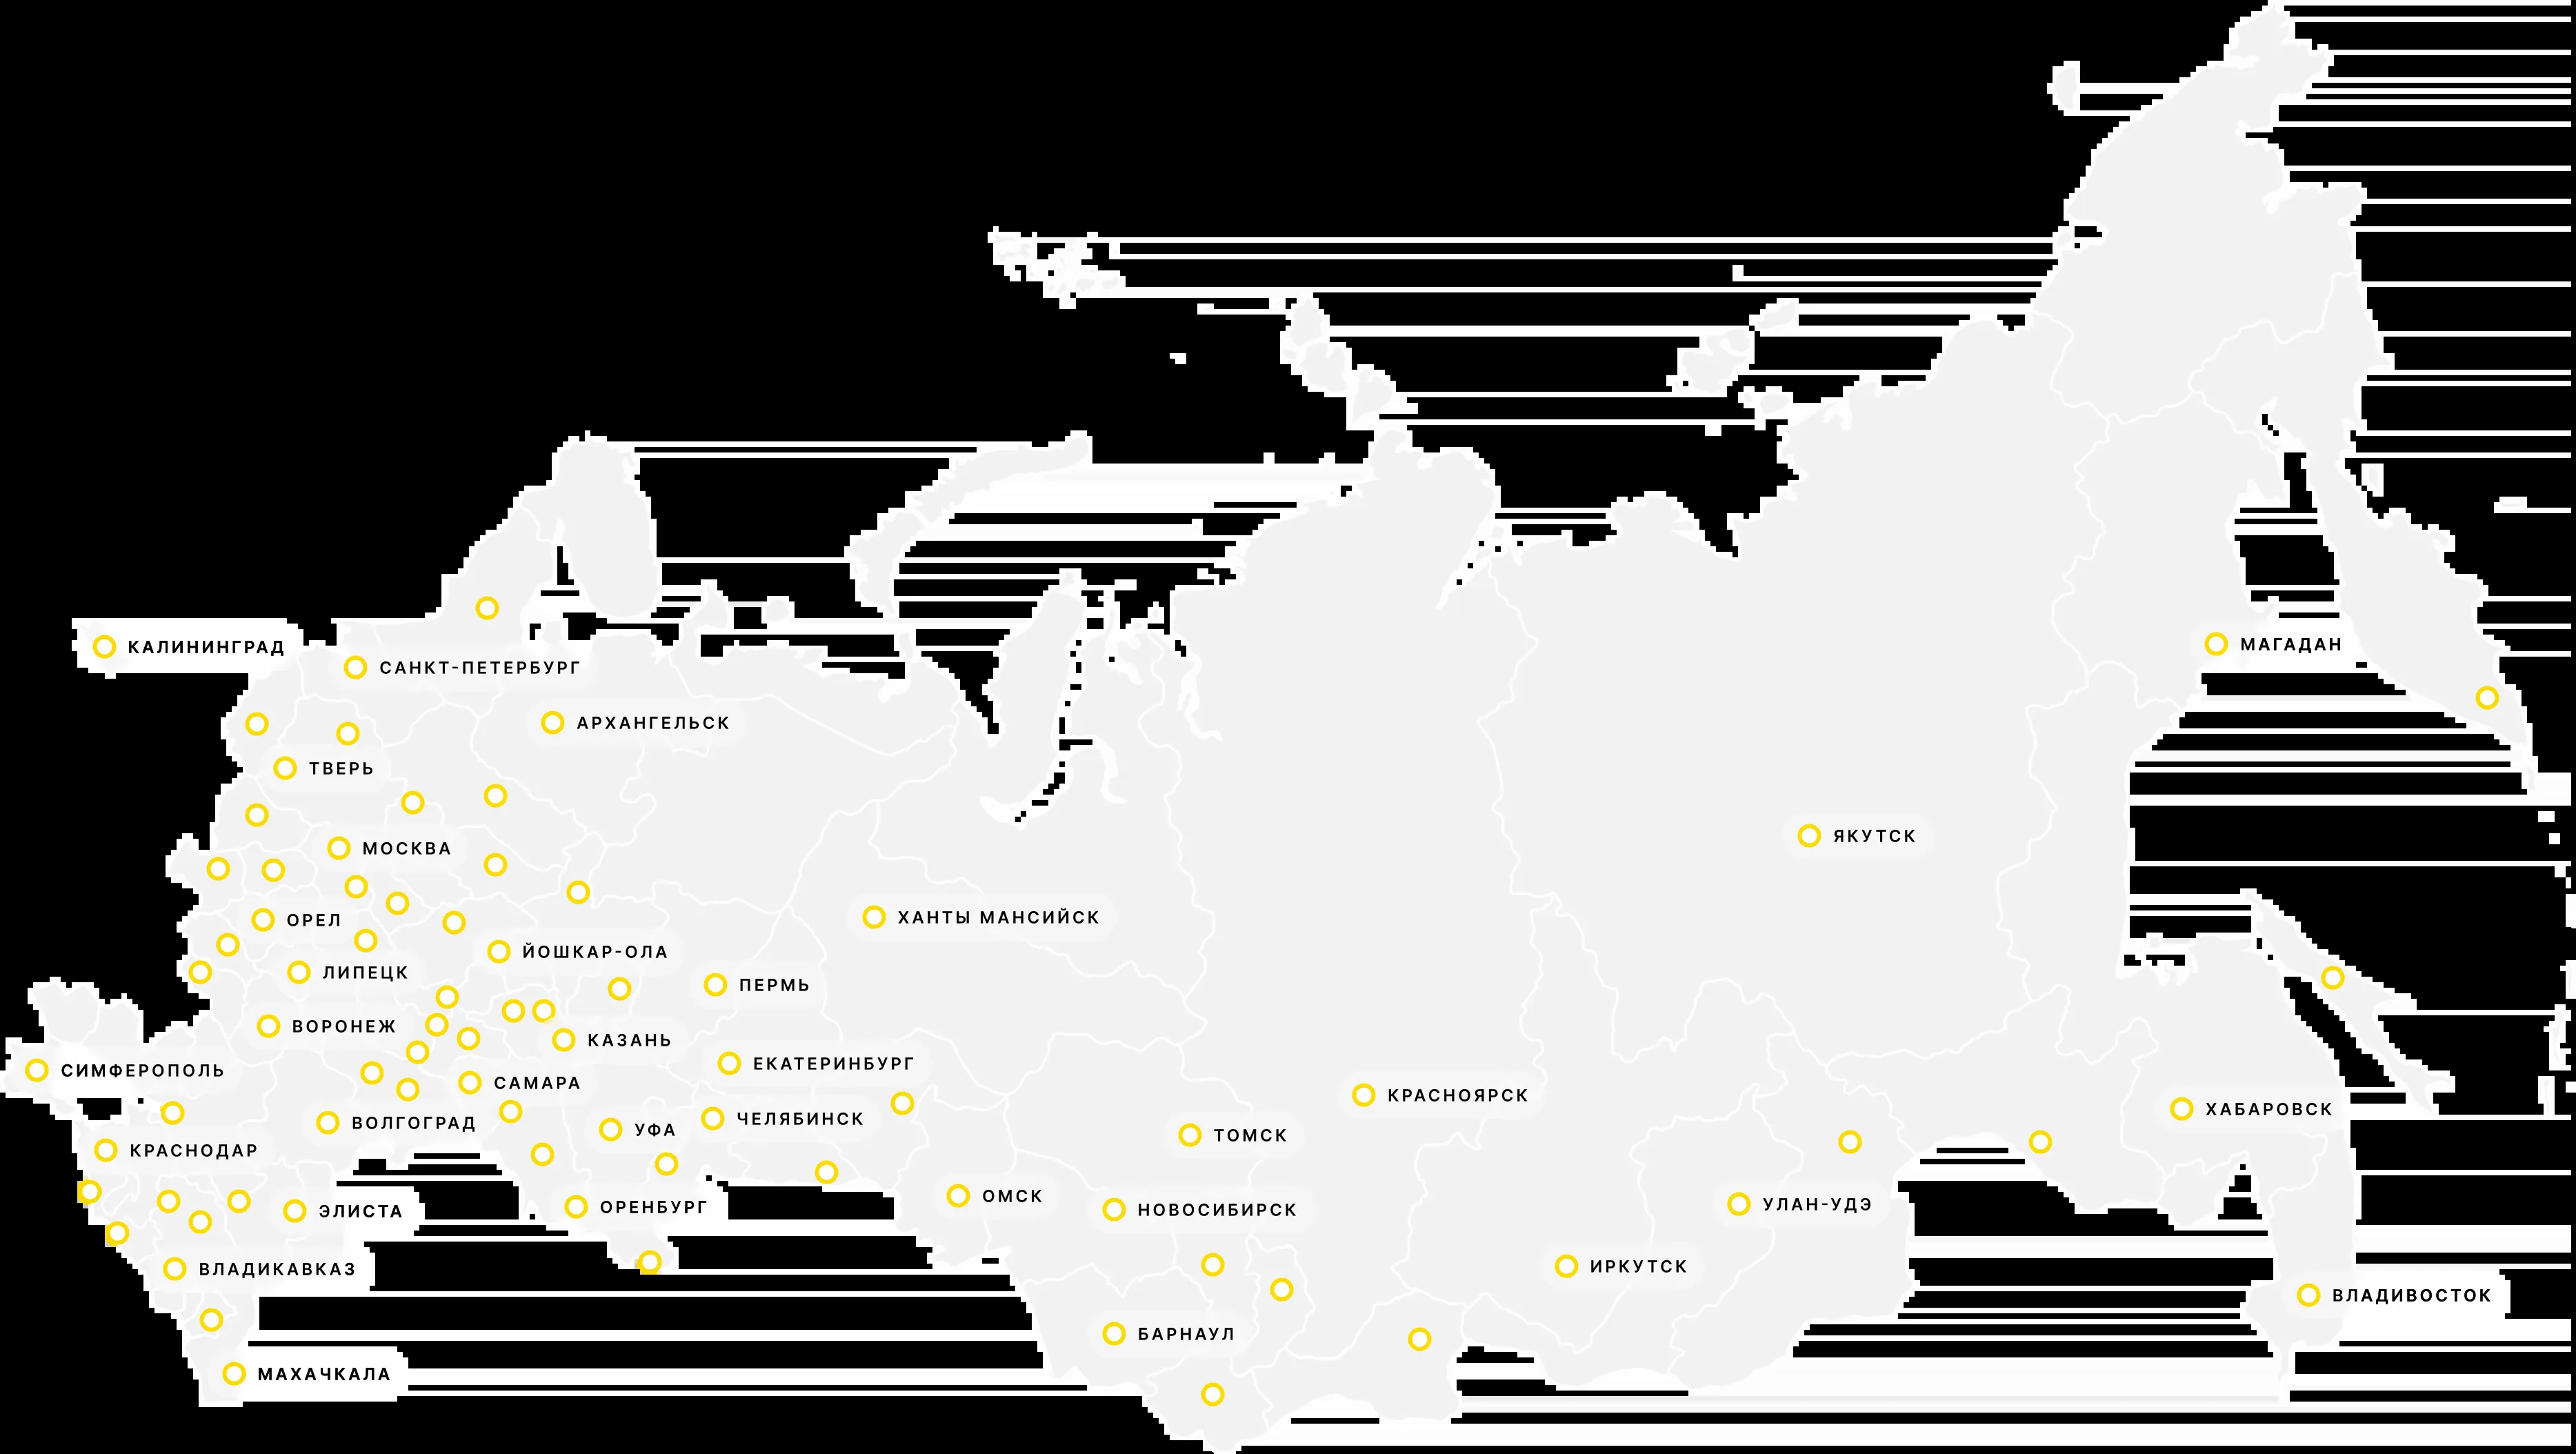 КАЛИНИНГРАД
МАГАДАН
САНКТ-ПЕТЕРБУРГ
АРХАНГЕЛЬСК
ТВЕРЬ
ЯКУТСК
МОСКВА
ХАНТЫ МАНСИЙСК
ОРЕЛ
ЙОШКАР-ОЛА
ЛИПЕЦК
ПЕРМЬ
ВОРОНЕЖ
КАЗАНЬ
ЕКАТЕРИНБУРГ
СИМФЕРОПОЛЬ
САМАРА
КРАСНОЯРСК
ХАБАРОВСК
ЧЕЛЯБИНСК
ВОЛГОГРАД
УФА
ТОМСК
КРАСНОДАР
ОМСК
УЛАН-УДЭ
ОРЕНБУРГ
НОВОСИБИРСК
ЭЛИСТА
ИРКУТСК
ВЛАДИКАВКАЗ
ВЛАДИВОСТОК
БАРНАУЛ
МАХАЧКАЛА